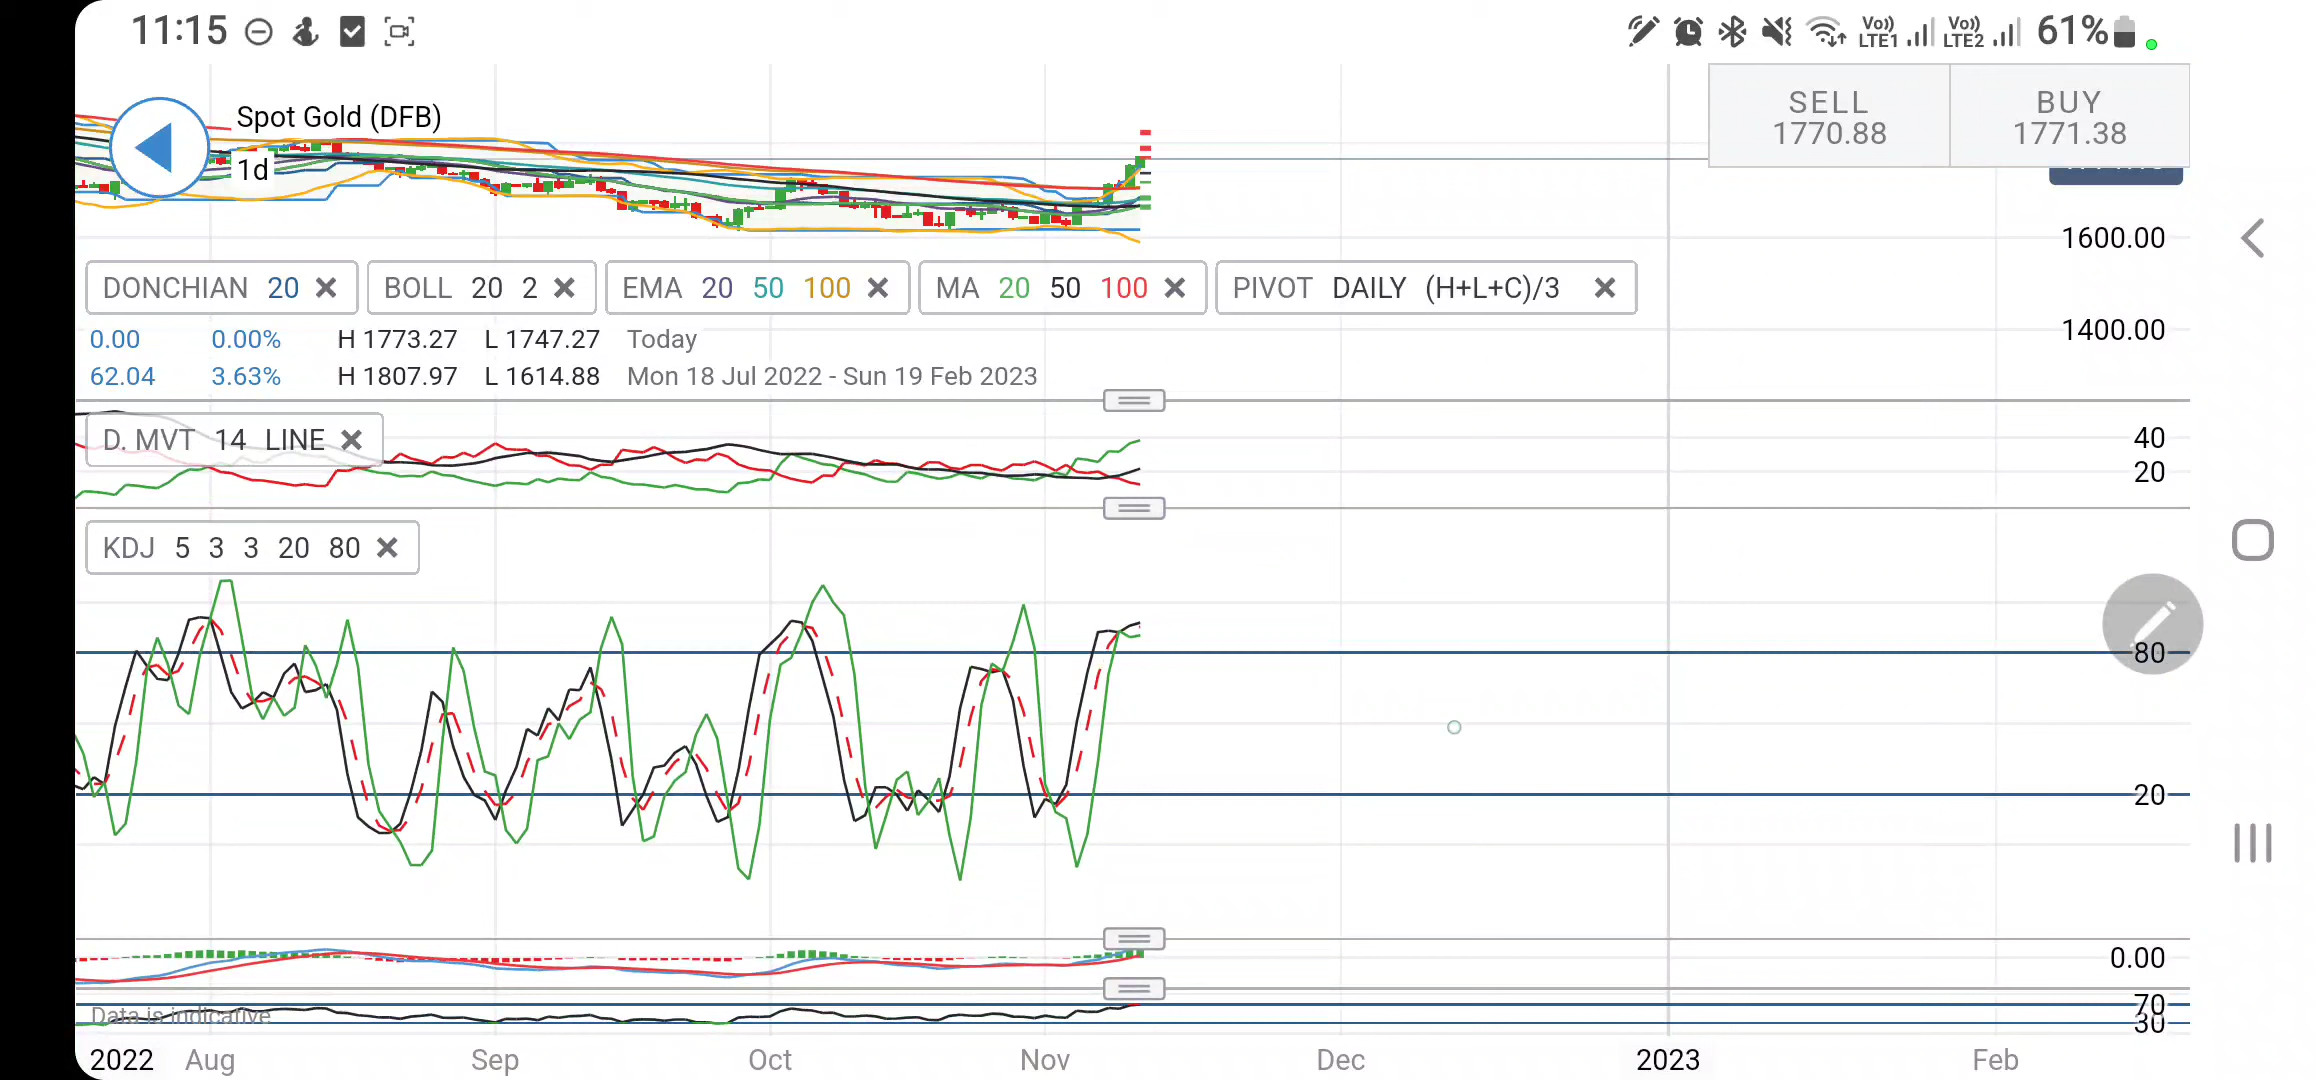 11:15 Vo)) LTE1 Vo)) LTE2 61%
SELL BUY
1770.88 1771.38
Spot Gold (DFB)
1d
1600.00
DONCHIAN 20 BOLL 20 2 EMA 20 50 100 MA 20 50 100 PIVOT DAILY (H+L+C)/3
1400.00
0.00 0.00% H 1773.27 L 1747.27 Today
62.04 3.63% H 1807.97 L 1614.88 Mon 18 Jul 2022 - Sun 19 Feb 2023
D. MVT 14 LINE
40
20
KDJ 5 3 3 20 80
80
20
0.00
70
Data is indicative
30
2022 Aug Sep Oct Nov Dec 2023 Feb